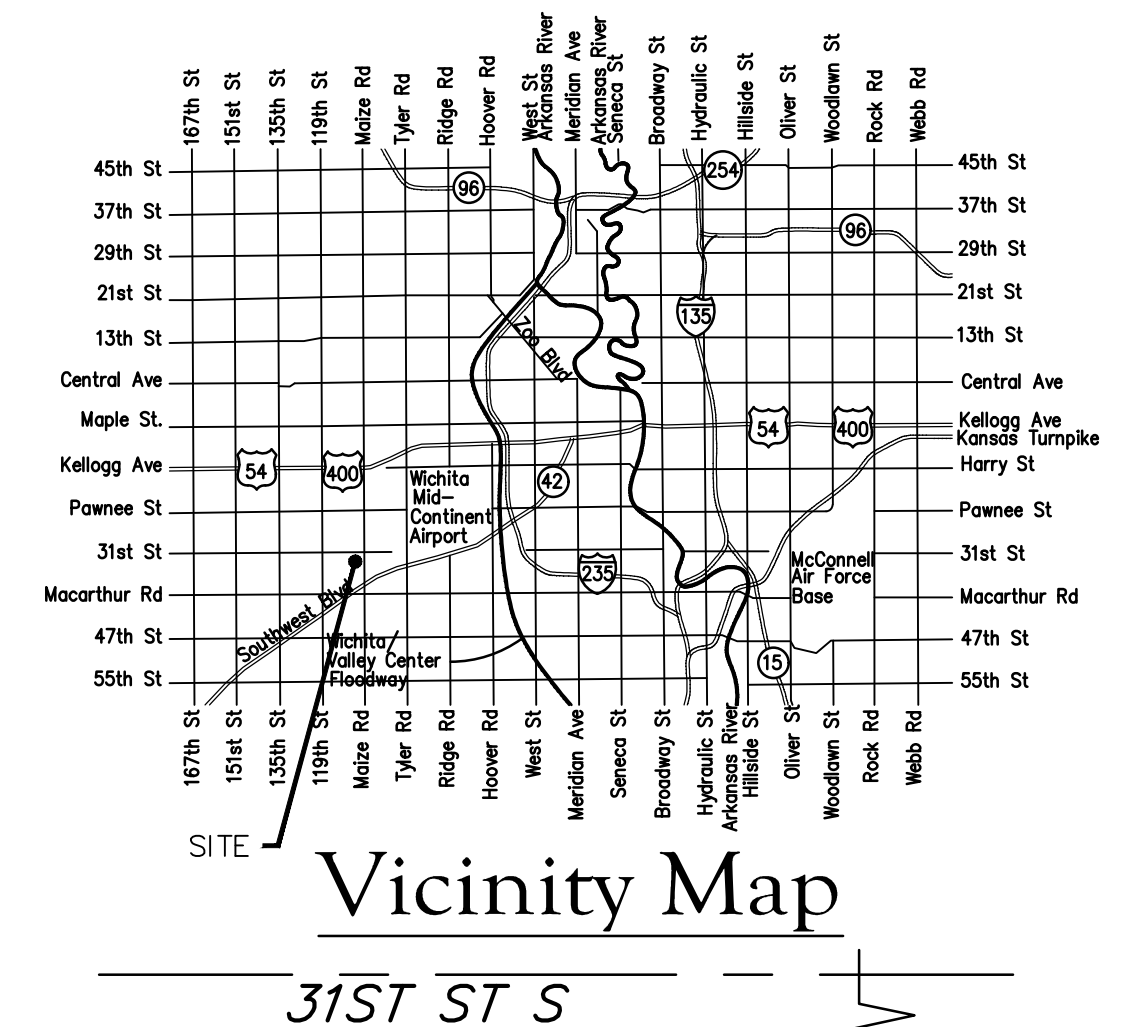 167th St
151st St
135th St
119th St
Maize Rd
Tyler Rd
Ridge Rd
Hoover Rd
West St
Arkansas River
Meridian Ave
Arkansas River
Seneca St
Broadway St
Hydraulic St
Hillside St
Oliver St
Woodlawn St
Rock Rd
Webb Rd
45th St
254
45th St
96
37th St
37th St
96
29th St
29th St
21st St
21st St
135
13th St
13th St
Zoo Blvd
Central Ave
Central Ave
Maple St.
54
400
Kellogg Ave
Kansas Turnpike
Kellogg Ave
54
400
Harry St
Wichita
Mid-
Continent
Airport
42
Pawnee St
Pawnee St
31st St
31st St
McConnell
Air Force
Base
235
Macarthur Rd
Macarthur Rd
Southwest Blvd
47th St
47th St
Wichita/
Valley Center
Floodway
15
55th St
55th St
167th St
151st St
135th St
119th St
Maize Rd
Tyler Rd
Ridge Rd
Hoover Rd
West St
Meridian Ave
Seneca St
Broadway St
Hydraulic St
Arkansas River
Hillside St
Oliver St
Woodlawn St
Rock Rd
Webb Rd
SITE
Vicinity Map
31ST ST S